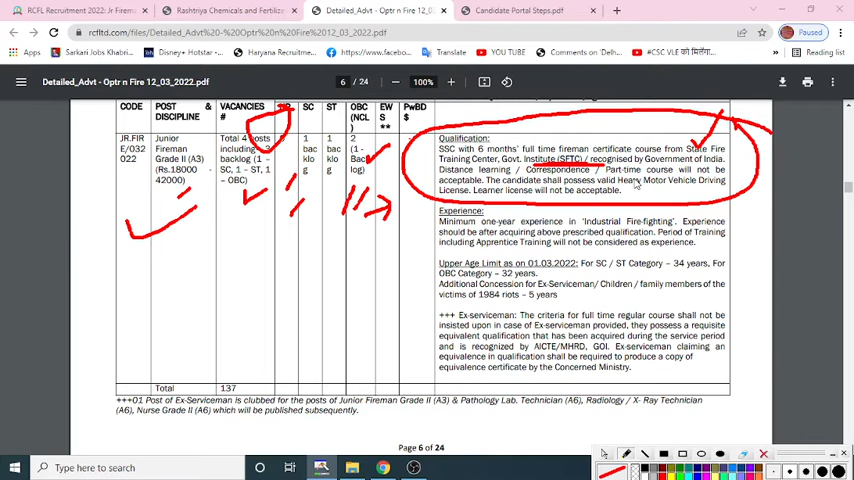 RCFL Recruitment 2022: Jr Firem
Rashtriya Chemicals and Fertiliz
Detailed_Advt - Optr n Fire 12_0
Candidate Portal Steps.pdf
rcfltd.com/files/Detailed_Advt%20-%20Optr%20n%20Fire%2012_03_2022.pdf
Paused
Apps
Sarkari Jobs Khabri...
Disney+ Hotstar - ...
Haryana Recruitme...
https://www.facebo...
Translate
YOU TUBE
Comments on 'Delh...
#CSC VLE को मिलेंगा...
Reading list
Detailed_Advt - Optr n Fire 12_03_2022.pdf
6 / 24
100%
CODE
POST & DISCIPLINE
VACANCIES #
SC
ST
OBC (NCL )
EW S **
PwBD $
JR.FIR E/032 022
Junior Fireman Grade II (A3) (Rs.18000 - 42000)
Total 4 posts including 3 backlog (1 – SC, 1 – ST, 1 – OBC)
1 bac klo g
1 bac klo g
2 (1 - Bac log)
Qualification:
SSC with 6 months' full time fireman certificate course from State Fire
Training Center, Govt. Institute (SFTC) / recognised by Government of India.
Distance learning / Correspondence / Part-time course will not be
acceptable. The candidate shall possess valid Heavy Motor Vehicle Driving
License. Learner license will not be acceptable.
Experience:
Minimum one-year experience in 'Industrial Fire-fighting'. Experience
should be after acquiring above prescribed qualification. Period of Training
including Apprentice Training will not be considered as experience.
Upper Age Limit as on 01.03.2022: For SC / ST Category – 34 years, For
OBC Category – 32 years.
Additional Concession for Ex-Serviceman/ Children / family members of the
victims of 1984 riots – 5 years
+++ Ex-serviceman: The criteria for full time regular course shall not be
insisted upon in case of Ex-serviceman provided, they possess a requisite
equivalent qualification that has been acquired during the service period
and is recognized by AICTE/MHRD, GOI. Ex-serviceman claiming an
equivalence in qualification shall be required to produce a copy of
equivalence certificate by the Concerned Ministry.
Total
137
+++01 Post of Ex-Serviceman is clubbed for the posts of Junior Fireman Grade II (A3) & Pathology Lab. Technician (A6), Radiology / X- Ray Technician
(A6), Nurse Grade II (A6) which will be published subsequently.
Page 6 of 24
Type here to search